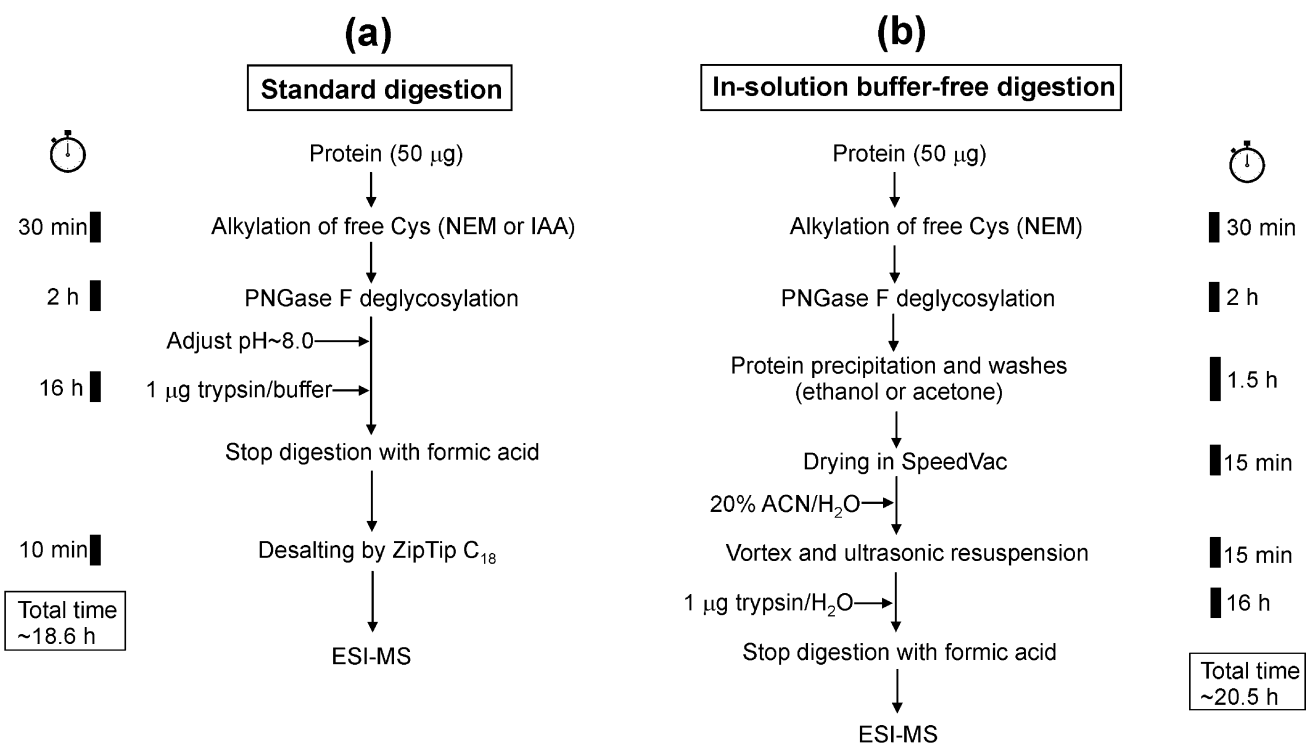 (a)
Standard digestion
Protein (50 μg)
30 min
Alkylation of free Cys (NEM or IAA)
2 h
PNGase F deglycosylation
Adjust pH~8.0
16 h
1 μg trypsin/buffer
Stop digestion with formic acid
10 min
Desalting by ZipTip C₁₈
Total time
~18.6 h
ESI-MS
(b)
In-solution buffer-free digestion
Protein (50 μg)
Alkylation of free Cys (NEM)
30 min
PNGase F deglycosylation
2 h
Protein precipitation and washes
(ethanol or acetone)
1.5 h
Drying in SpeedVac
15 min
20% ACN/H₂O
Vortex and ultrasonic resuspension
15 min
1 μg trypsin/H₂O
16 h
Stop digestion with formic acid
Total time
~20.5 h
ESI-MS